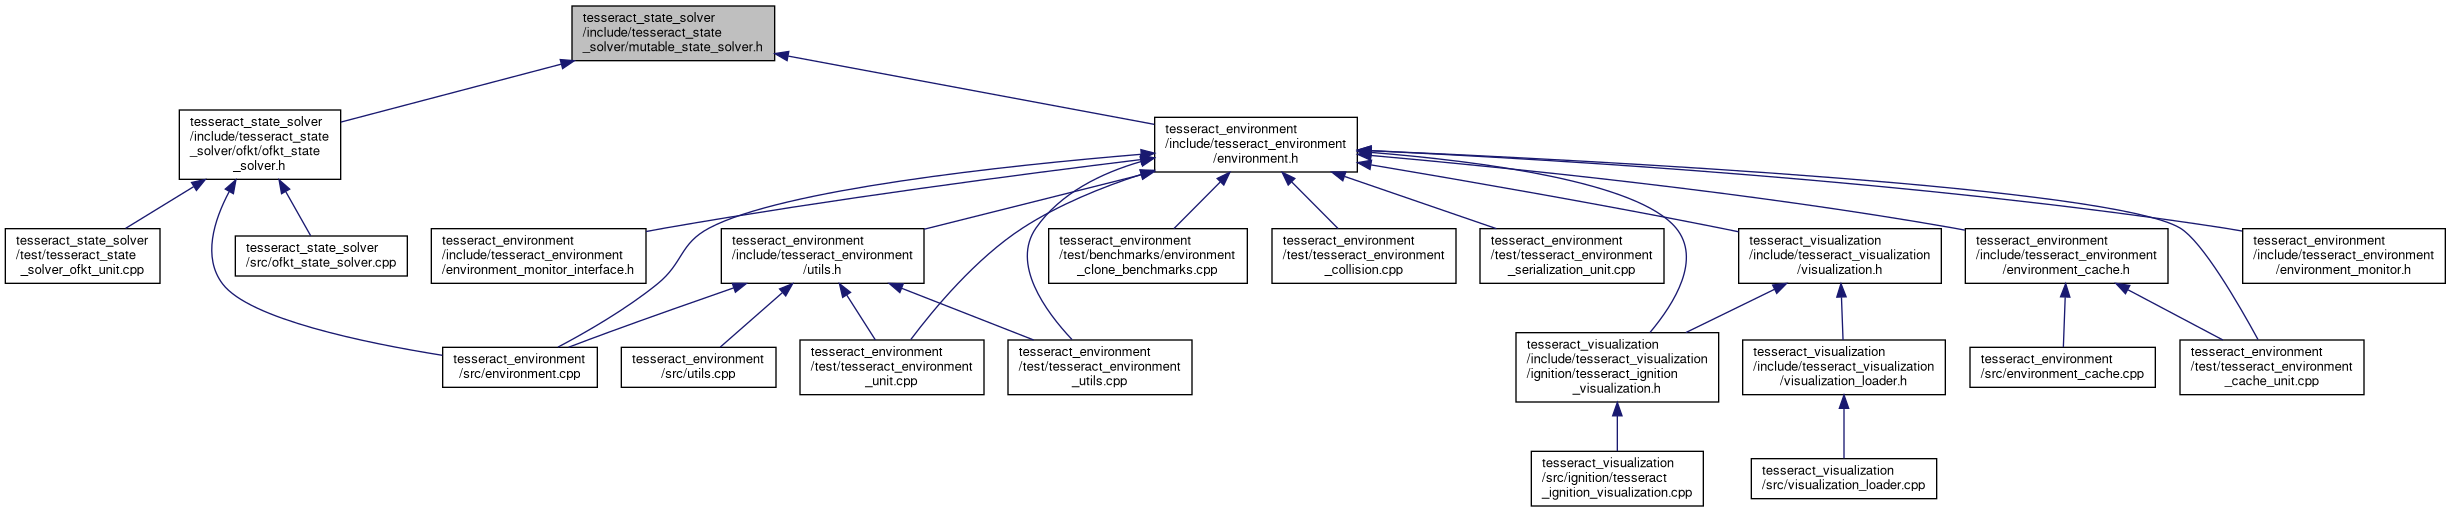 tesseract_state_solver
/include/tesseract_state
_solver/mutable_state_solver.h
tesseract_state_solver
/include/tesseract_state
_solver/ofkt/ofkt_state
_solver.h
tesseract_environment
/include/tesseract_environment
/environment.h
tesseract_state_solver
/test/tesseract_state
_solver_ofkt_unit.cpp
tesseract_state_solver
/src/ofkt_state_solver.cpp
tesseract_environment
/include/tesseract_environment
/environment_monitor_interface.h
tesseract_environment
/include/tesseract_environment
/utils.h
tesseract_environment
/test/benchmarks/environment
_clone_benchmarks.cpp
tesseract_environment
/test/tesseract_environment
_collision.cpp
tesseract_environment
/test/tesseract_environment
_serialization_unit.cpp
tesseract_visualization
/include/tesseract_visualization
/visualization.h
tesseract_environment
/include/tesseract_environment
/environment_cache.h
tesseract_environment
/include/tesseract_environment
/environment_monitor.h
tesseract_environment
/src/environment.cpp
tesseract_environment
/src/utils.cpp
tesseract_environment
/test/tesseract_environment
_unit.cpp
tesseract_environment
/test/tesseract_environment
_utils.cpp
tesseract_visualization
/include/tesseract_visualization
/ignition/tesseract_ignition
_visualization.h
tesseract_visualization
/include/tesseract_visualization
/visualization_loader.h
tesseract_environment
/src/environment_cache.cpp
tesseract_environment
/test/tesseract_environment
_cache_unit.cpp
tesseract_visualization
/src/ignition/tesseract
_ignition_visualization.cpp
tesseract_visualization
/src/visualization_loader.cpp